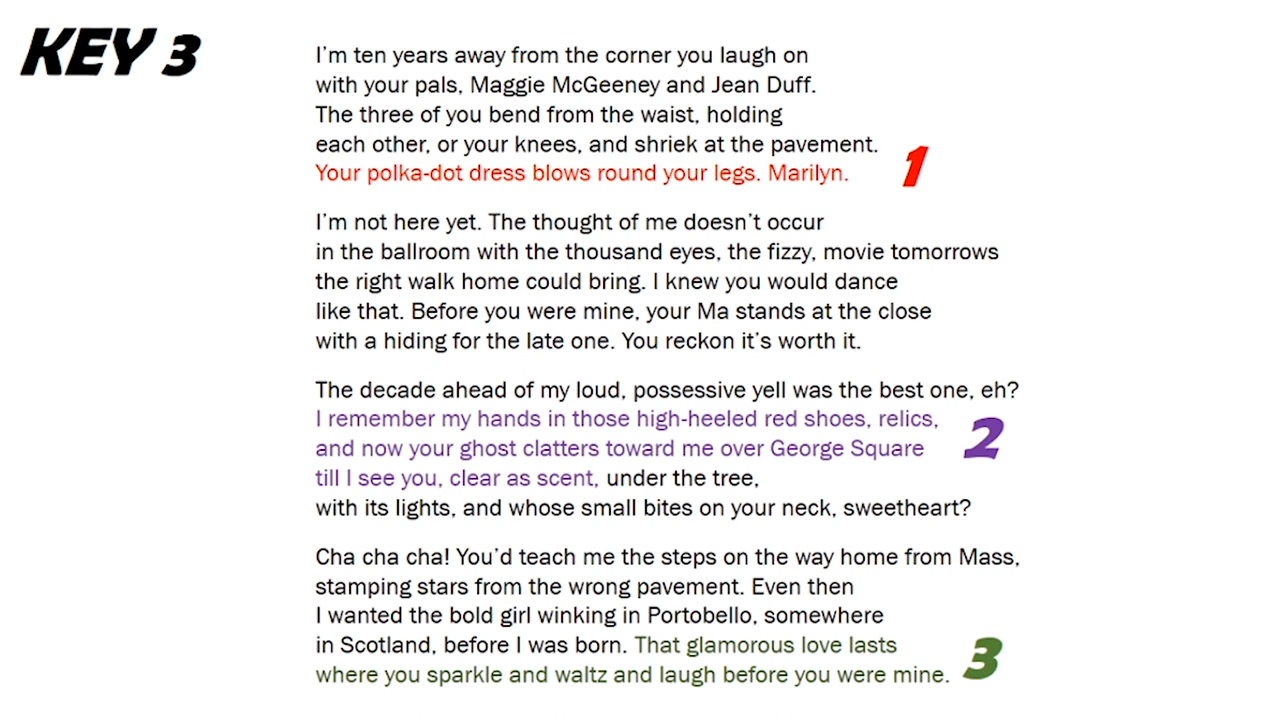 KEY 3
I'm ten years away from the corner you laugh on
with your pals, Maggie McGeeney and Jean Duff.
The three of you bend from the waist, holding
each other, or your knees, and shriek at the pavement.
Your polka-dot dress blows round your legs. Marilyn.
1
I'm not here yet. The thought of me doesn't occur
in the ballroom with the thousand eyes, the fizzy, movie tomorrows
the right walk home could bring. I knew you would dance
like that. Before you were mine, your Ma stands at the close
with a hiding for the late one. You reckon it's worth it.
The decade ahead of my loud, possessive yell was the best one, eh?
I remember my hands in those high-heeled red shoes, relics,
and now your ghost clatters toward me over George Square
till I see you, clear as scent, under the tree,
with its lights, and whose small bites on your neck, sweetheart?
2
Cha cha cha! You'd teach me the steps on the way home from Mass,
stamping stars from the wrong pavement. Even then
I wanted the bold girl winking in Portobello, somewhere
in Scotland, before I was born. That glamorous love lasts
where you sparkle and waltz and laugh before you were mine.
3